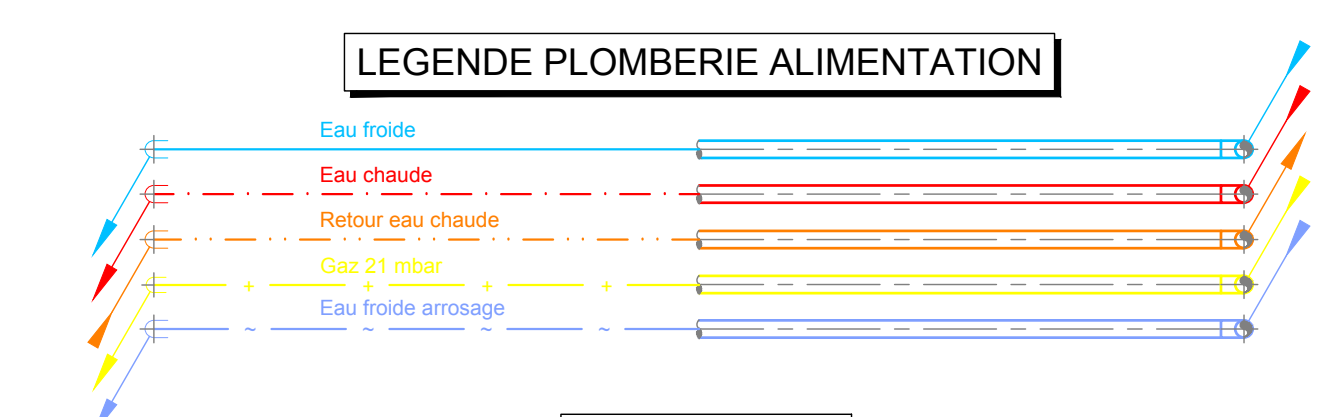 LEGENDE PLOMBERIE ALIMENTATION
Eau froide
Eau chaude
Retour eau chaude
Gaz 21 mbar
Eau froide arrosage